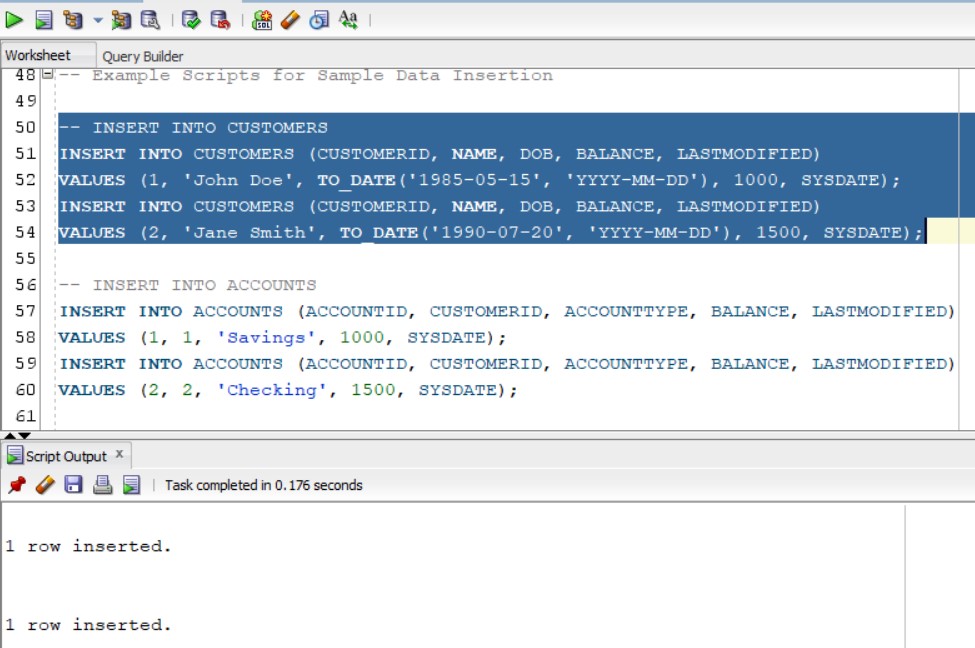 Worksheet Query Builder
48 -- Example Scripts for Sample Data Insertion
49
50 -- INSERT INTO CUSTOMERS
51 INSERT INTO CUSTOMERS (CUSTOMERID, NAME, DOB, BALANCE, LASTMODIFIED)
52 VALUES (1, 'John Doe', TO_DATE('1985-05-15', 'YYYY-MM-DD'), 1000, SYSDATE);
53 INSERT INTO CUSTOMERS (CUSTOMERID, NAME, DOB, BALANCE, LASTMODIFIED)
54 VALUES (2, 'Jane Smith', TO_DATE('1990-07-20', 'YYYY-MM-DD'), 1500, SYSDATE);
55
56 -- INSERT INTO ACCOUNTS
57 INSERT INTO ACCOUNTS (ACCOUNTID, CUSTOMERID, ACCOUNTTYPE, BALANCE, LASTMODIFIED)
58 VALUES (1, 1, 'Savings', 1000, SYSDATE);
59 INSERT INTO ACCOUNTS (ACCOUNTID, CUSTOMERID, ACCOUNTTYPE, BALANCE, LASTMODIFIED)
60 VALUES (2, 2, 'Checking', 1500, SYSDATE);
61
Script Output x
Task completed in 0.176 seconds
1 row inserted.
1 row inserted.